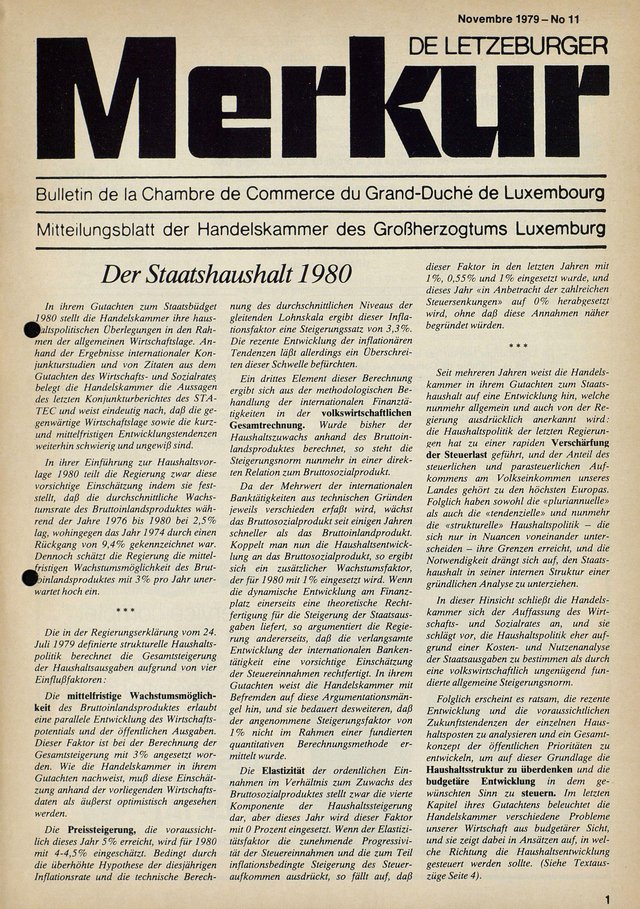 Novembre 1979 – No 11
DE LETZEBURGER
Merkur
Bulletin de la Chambre de Commerce du Grand-Duché de Luxembourg
Mitteilungsblatt der Handelskammer des Großherzogtums Luxemburg
Der Staatshaushalt 1980
In ihrem Gutachten zum Staatsbüdget
1980 stellt die Handelskammer ihre haus-
altspolitischen Überlegungen in den Rah-
men der allgemeinen Wirtschaftslage. An-
hand der Ergebnisse internationaler Kon-
junkturstudien und von Zitaten aus dem
Gutachten des Wirtschafts- und Sozialrates
belegt die Handelskammer die Aussagen
des letzten Konjunkturberichtes des STA-
TEC und weist eindeutig nach, daß die ge-
genwärtige Wirtschaftslage sowie die kurz-
und mittelfristigen Entwicklungstendenzen
weiterhin schwierig und ungewiß sind.
In ihrer Einführung zur Haushaltsvor-
lage 1980 teilt die Regierung zwar diese
vorsichtige Einschätzung indem sie fest-
stellt, daß die durchschnittliche Wachs-
tumsrate des Bruttoinlandsproduktes wäh-
rend der Jahre 1976 bis 1980 bei 2,5%
lag, wohingegen das Jahr 1974 durch einen
Rückgang von 9,4% gekennzeichnet war.
Dennoch schätzt die Regierung die mittel-
fristigen Wachstumsmöglichkeit des Brut-
toinlandsproduktes mit 3% pro Jahr uner-
wartet hoch ein.
* * *
Die in der Regierungserklärung vom 24.
Juli 1979 definierte strukturelle Haushalts-
politik berechnet die Gesamtsteigerung
der Haushaltsausgaben aufgrund von vier
Einflußfaktoren:
Die mittelfristige Wachstumsmöglich-
keit des Bruttoinlandsproduktes erlaubt
eine parallele Entwicklung des Wirtschafts-
potentials und der öffentlichen Ausgaben.
Dieser Faktor ist bei der Berechnung der
Gesamtsteigerung mit 3% angesetzt wor-
den. Wie die Handelskammer in ihrem
Gutachten nachweist, muß diese Einschät-
zung anhand der vorliegenden Wirtschafts-
daten als äußerst optimistisch angesehen
werden.
Die Preissteigerung, die voraussicht-
lich dieses Jahr 5% erreicht, wird für 1980
mit 4-4,5% eingeschätzt. Bedingt durch
die überhöhte Hypothese der diesjährigen
Inflationsrate und die technische Berech-
nung des durchschnittlichen Niveaus der
gleitenden Lohnskala ergibt dieser Infla-
tionsfaktor eine Steigerungssatz von 3,3%.
Die rezente Entwicklung der inflationären
Tendenzen läßt allerdings ein Überschrei-
ten dieser Schwelle befürchten.
Ein drittes Element dieser Berechnung
ergibt sich aus der methodologischen Be-
handlung der internationalen Finanztä-
tigkeiten in der volkswirtschaftlichen
Gesamtrechnung. Wurde bisher der
Haushaltszuwachs anhand des Bruttoin-
landsproduktes berechnet, so steht die
Steigerungsnorm nunmehr in einer direk-
ten Relation zum Bruttosozialprodukt.
Da der Mehrwert der internationalen
Banktätigkeiten aus technischen Gründen
jeweils verschieden erfaßt wird, wächst
das Bruttosozialprodukt seit einigen Jahren
schneller als das Bruttoinlandprodukt.
Koppelt man nun die Haushaltsentwick-
lung an das Bruttosozialprodukt, so ergibt
sich ein zusätzlicher Wachstumsfaktor,
der für 1980 mit 1% eingesetzt wird. Wenn
die dynamische Entwicklung am Finanz-
platz einerseits eine theoretische Recht-
fertigung für die Steigerung der Staatsaus-
gaben liefert, so argumentiert die Regie-
rung andererseits, daß die verlangsamte
Entwicklung der internationalen Banken-
tätigkeit eine vorsichtige Einschätzung
der Steuereinnahmen rechtfertigt. In ihrem
Gutachten weist die Handelskammer mit
Befremden auf diese Argumentationsmän-
gel hin, und sie bedauert desweiteren, daß
der angenommene Steigerungsfaktor von
1% nicht im Rahmen einer fundierten
quantitativen Berechnungsmethode er-
mittelt wurde.
Die Elastizität der ordentlichen Ein-
nahmen im Verhältnis zum Zuwachs des
Bruttosozialproduktes stellt zwar die vierte
Komponente der Haushaltssteigerung
dar, aber dieses Jahr wird dieser Faktor
mit 0 Prozent eingesetzt. Wenn der Elastizi-
tätsfaktor die zunehmende Progressivi-
tät der Steuereinnahmen und die zum Teil
inflationsbedingte Steigerung des Steuer-
aufkommens ausdrückt, so fällt auf, daß
dieser Faktor in den letzten Jahren mit
1%, 0,55% und 1% eingesetzt wurde, und
dieses Jahr «in Anbetracht der zahlreichen
Steuersenkungen» auf 0% herabgesetzt
wird, ohne daß diese Annahmen näher
begründet würden.
* * *
Seit mehreren Jahren weist die Handels-
kammer in ihrem Gutachten zum Staats-
haushalt auf eine Entwicklung hin, welche
nunmehr allgemein und auch von der Re-
gierung ausdrücklich anerkannt wird:
die Haushaltspolitik der letzten Regierun-
gen hat zu einer rapiden Verschärfung
der Steuerlast geführt, und der Anteil des
steuerlichen und parasteuerlichen Auf-
kommens am Volkseinkommen unseres
Landes gehört zu den höchsten Europas.
Folglich haben sowohl die «pluriannuelle»
als auch die «tendenzielle» und nunmehr
die «strukturelle» Haushaltspolitik – die
sich nur in Nuancen voneinander unter-
scheiden – ihre Grenzen erreicht, und die
Notwendigkeit drängt sich auf, den Staats-
haushalt in seiner internen Struktur einer
gründlichen Analyse zu unterziehen.
In dieser Hinsicht schließt die Handels-
kammer sich der Auffassung des Wirt-
schafts- und Sozialrates an, und sie
schlägt vor, die Haushaltspolitik eher auf-
grund einer Kosten- und Nutzenanalyse
der Staatsausgaben zu bestimmen als durch
eine volkswirtschaftlich ungenügend fun-
dierte allgemeine Steigerungsnorm.
Folglich erscheint es ratsam, die rezente
Entwicklung und die voraussichtlichen
Zukunftstendenzen der einzelnen Haus-
haltsposten zu analysieren und ein Gesamt-
konzept der öffentlichen Prioritäten zu
entwickeln, um auf dieser Grundlage die
Haushaltsstruktur zu überdenken und die
budgetäre Entwicklung in dem ge-
wünschten Sinn zu steuern. Im letzten
Kapitel ihres Gutachtens beleuchtet die
Handelskammer verschiedene Probleme
unserer Wirtschaft aus budgetärer Sicht,
und sie zeigt dabei in Ansätzen auf, in wel-
che Richtung die Haushaltsentwicklung
gesteuert werden sollte. (Siehe Textaus-
züge Seite 4).
1